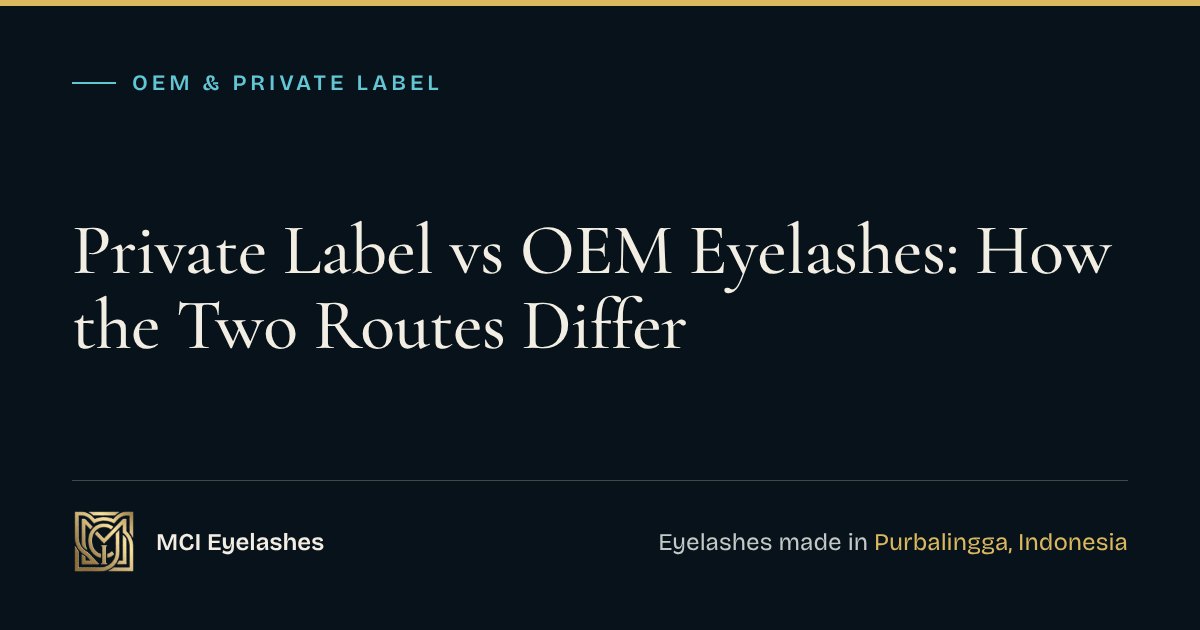 OEM & PRIVATE LABEL
Private Label vs OEM Eyelashes: How
the Two Routes Differ
MCI Eyelashes
Eyelashes made in Purbalingga, Indonesia